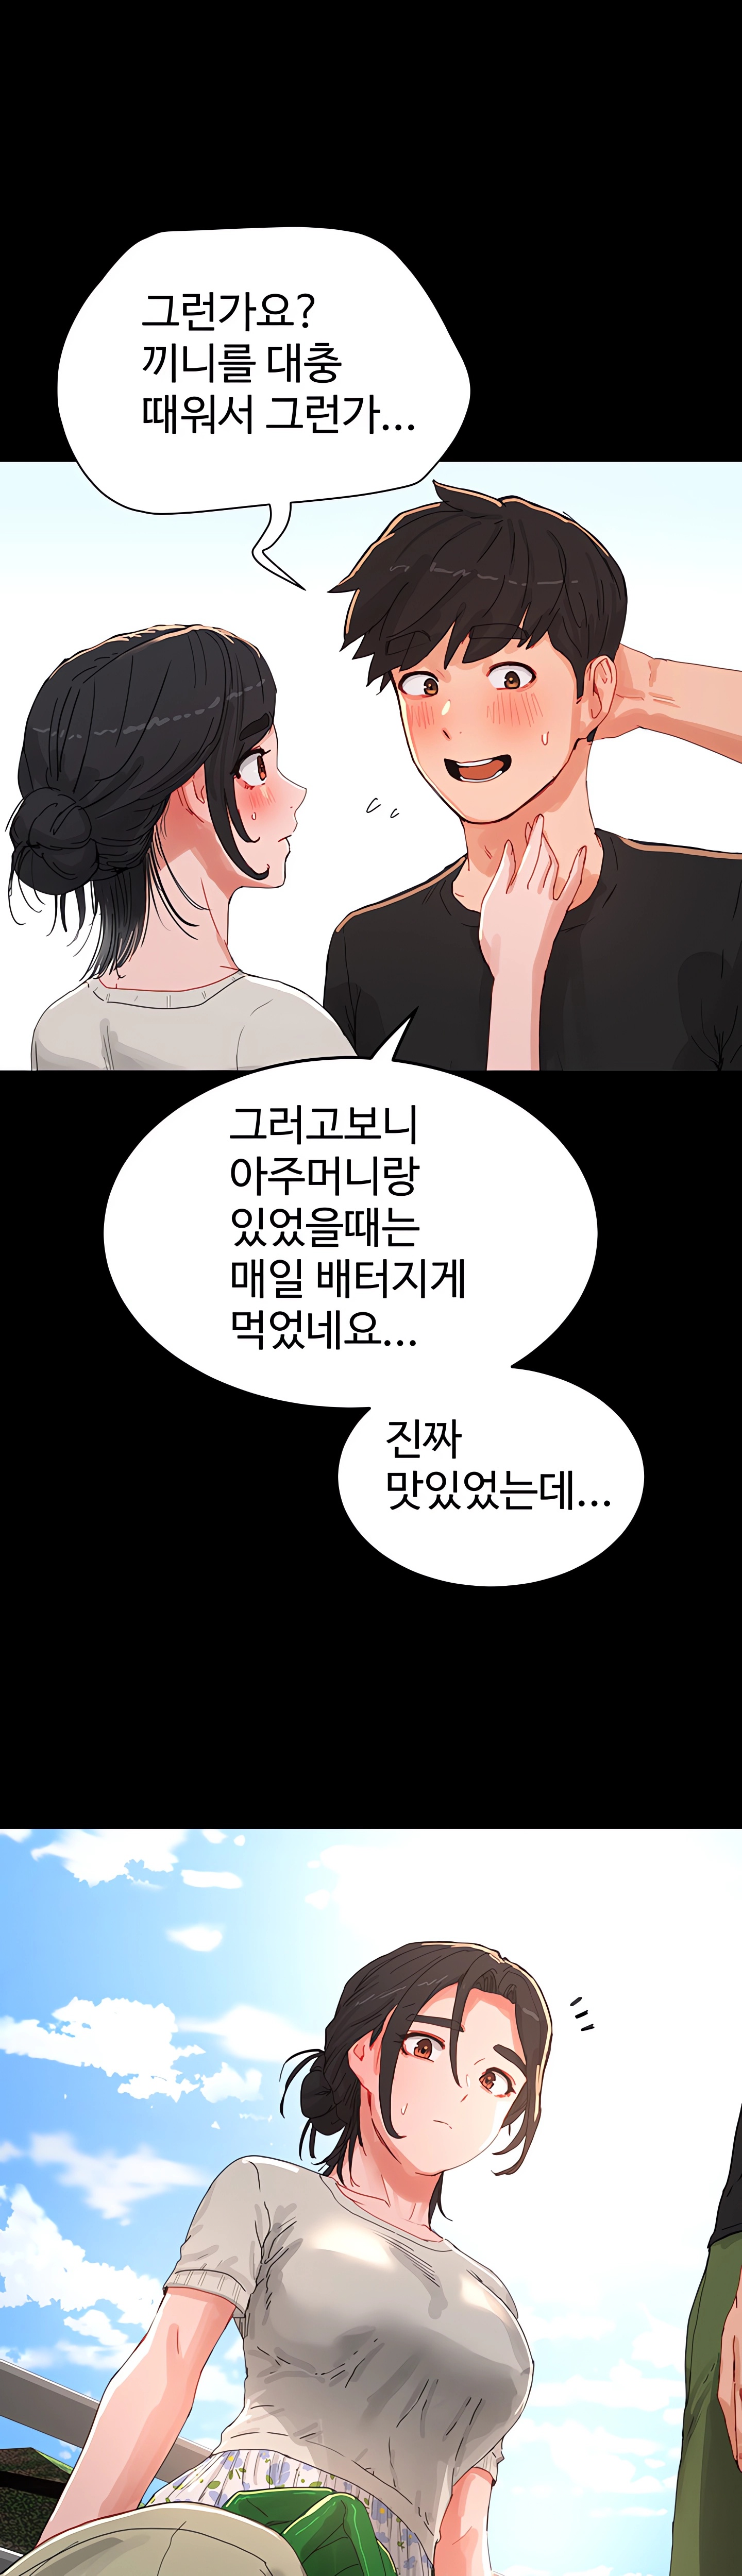 그런가요?
끼니를 대충
때워서 그런가...
그러고보니
아주머니랑
있었을때는
매일 배터지게
먹었네요...
진짜
맛있었는데...